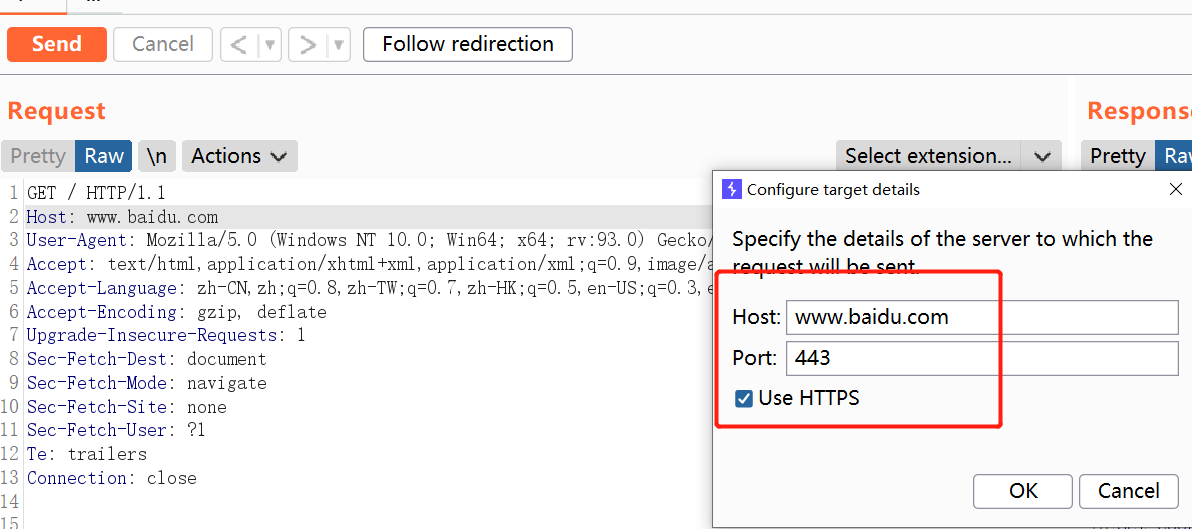 Send
Cancel
<
>
Follow redirection
Request
Respons
Pretty
Raw
\n
Actions
Select extension...
Pretty
1 GET / HTTP/1.1
2 Host: www.baidu.com
3 User-Agent: Mozilla/5.0 (Windows NT 10.0; Win64; x64; rv:93.0) Gecko/
4 Accept: text/html,application/xhtml+xml,application/xml;q=0.9,image/
5 Accept-Language: zh-CN,zh;q=0.8,zh-TW;q=0.7,zh-HK;q=0.5,en-US;q=0.3,
6 Accept-Encoding: gzip, deflate
7 Upgrade-Insecure-Requests: 1
8 Sec-Fetch-Dest: document
9 Sec-Fetch-Mode: navigate
10 Sec-Fetch-Site: none
11 Sec-Fetch-User: ?1
12 Te: trailers
13 Connection: close
14
15
Configure target details
Specify the details of the server to which the
request will be sent.
Host: www.baidu.com
Port: 443
Use HTTPS
OK
Cancel